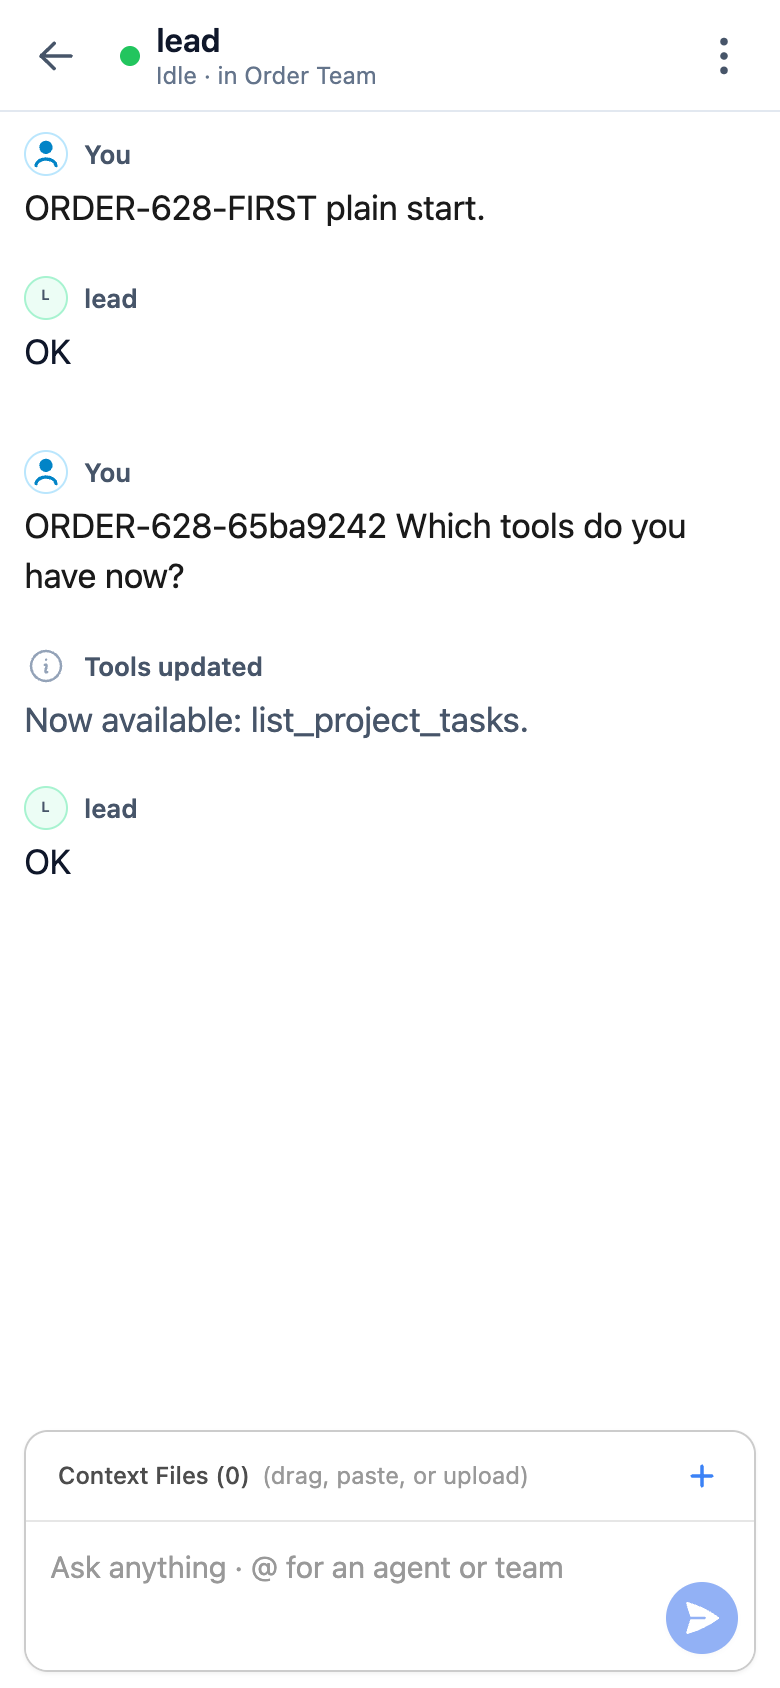 lead
Idle · in Order Team
You
ORDER-628-FIRST plain start.
L
lead
OK
You
ORDER-628-65ba9242 Which tools do you
have now?
Tools updated
Now available: list_project_tasks.
L
lead
OK
Context Files (0) (drag, paste, or upload)
Ask anything · @ for an agent or team